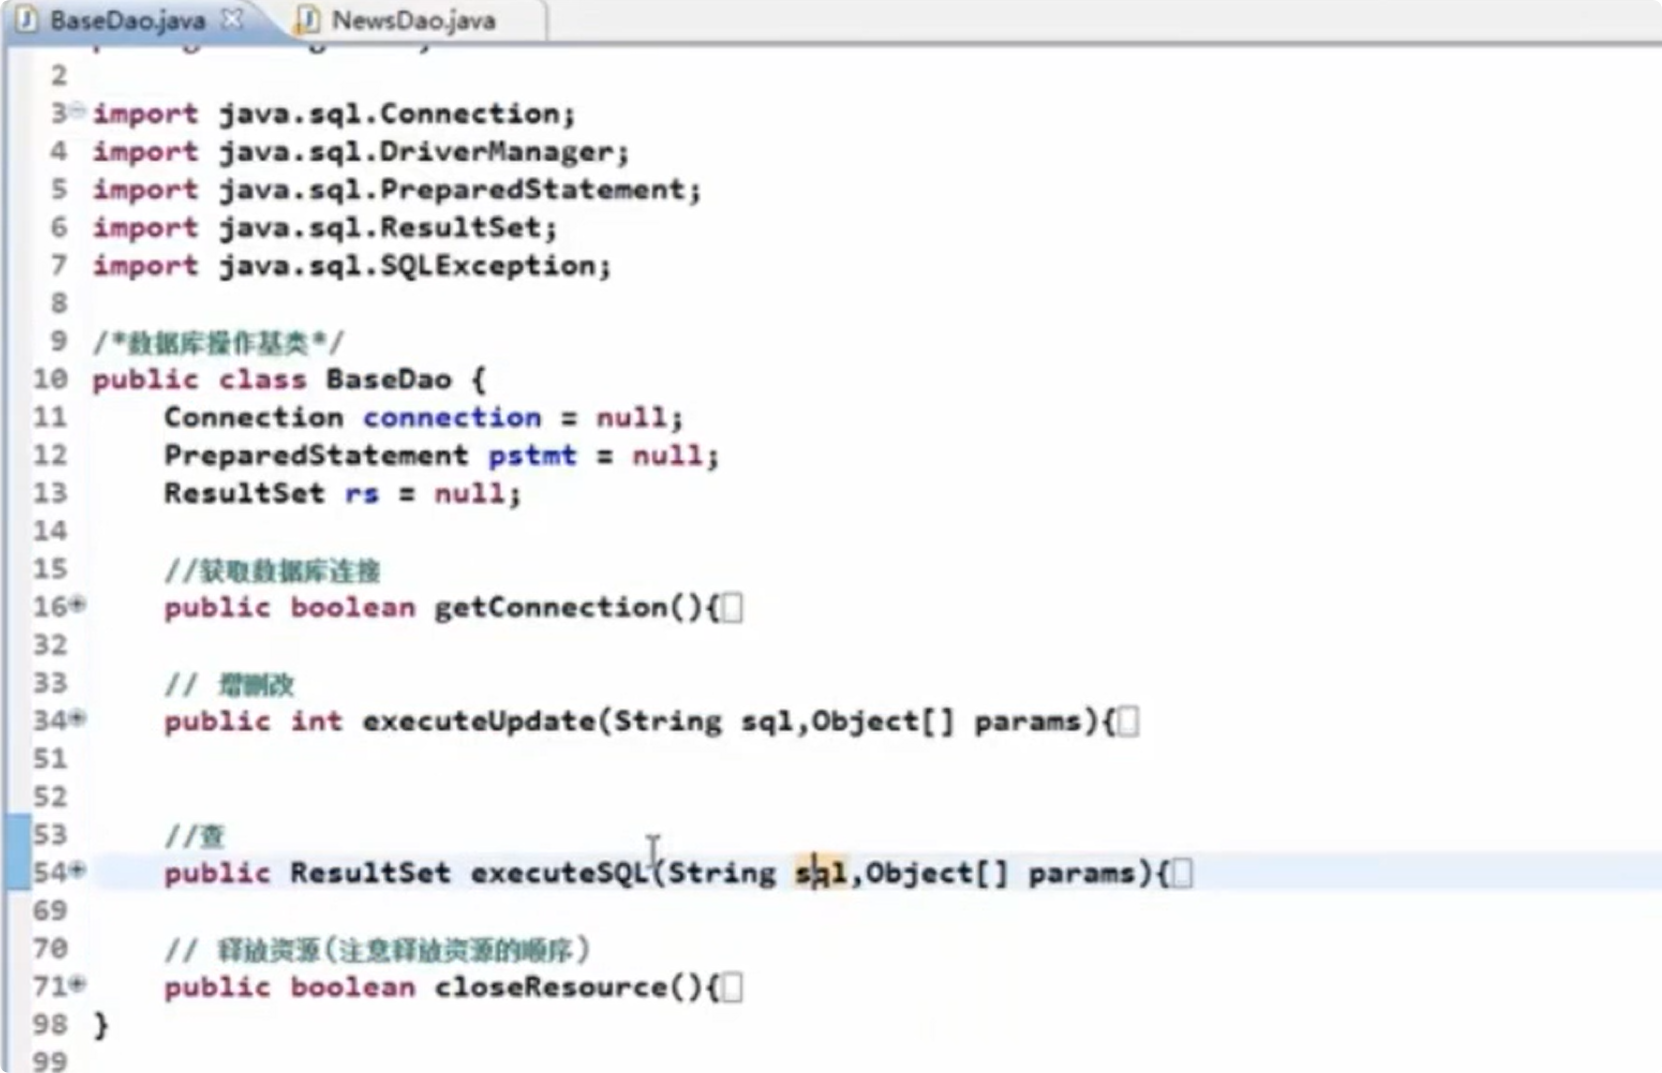 BaseDao.java NewsDao.java
2
3 import java.sql.Connection;
4 import java.sql.DriverManager;
5 import java.sql.PreparedStatement;
6 import java.sql.ResultSet;
7 import java.sql.SQLException;
8
9 /*数据库操作基类*/
10 public class BaseDao {
11 Connection connection = null;
12 PreparedStatement pstmt = null;
13 ResultSet rs = null;
14
15 //获取数据库连接
16 public boolean getConnection(){
32
33 // 增删改
34 public int executeUpdate(String sql,Object[] params){
51
52
53 //查
54 public ResultSet executeSQL(String sql,Object[] params){
69
70 // 释放资源(注意释放资源的顺序)
71 public boolean closeResource(){
98 }
99